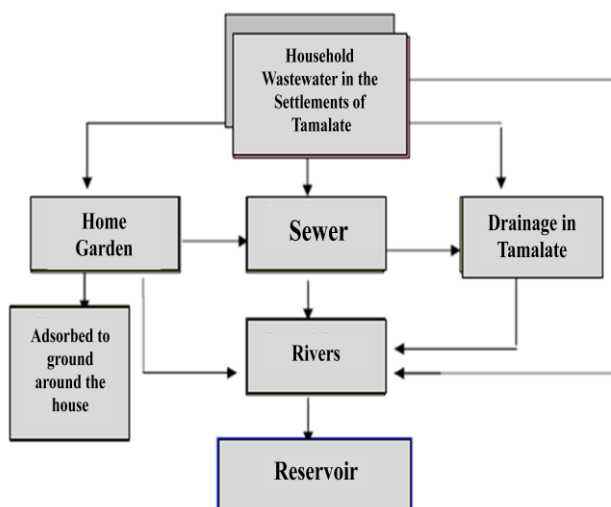 Household
Wastewater in the
Settlements of
Tamalate
Home
Garden
Sewer
Drainage in
Tamalate
Adsorbed to
ground
around the
house
Rivers
Reservoir